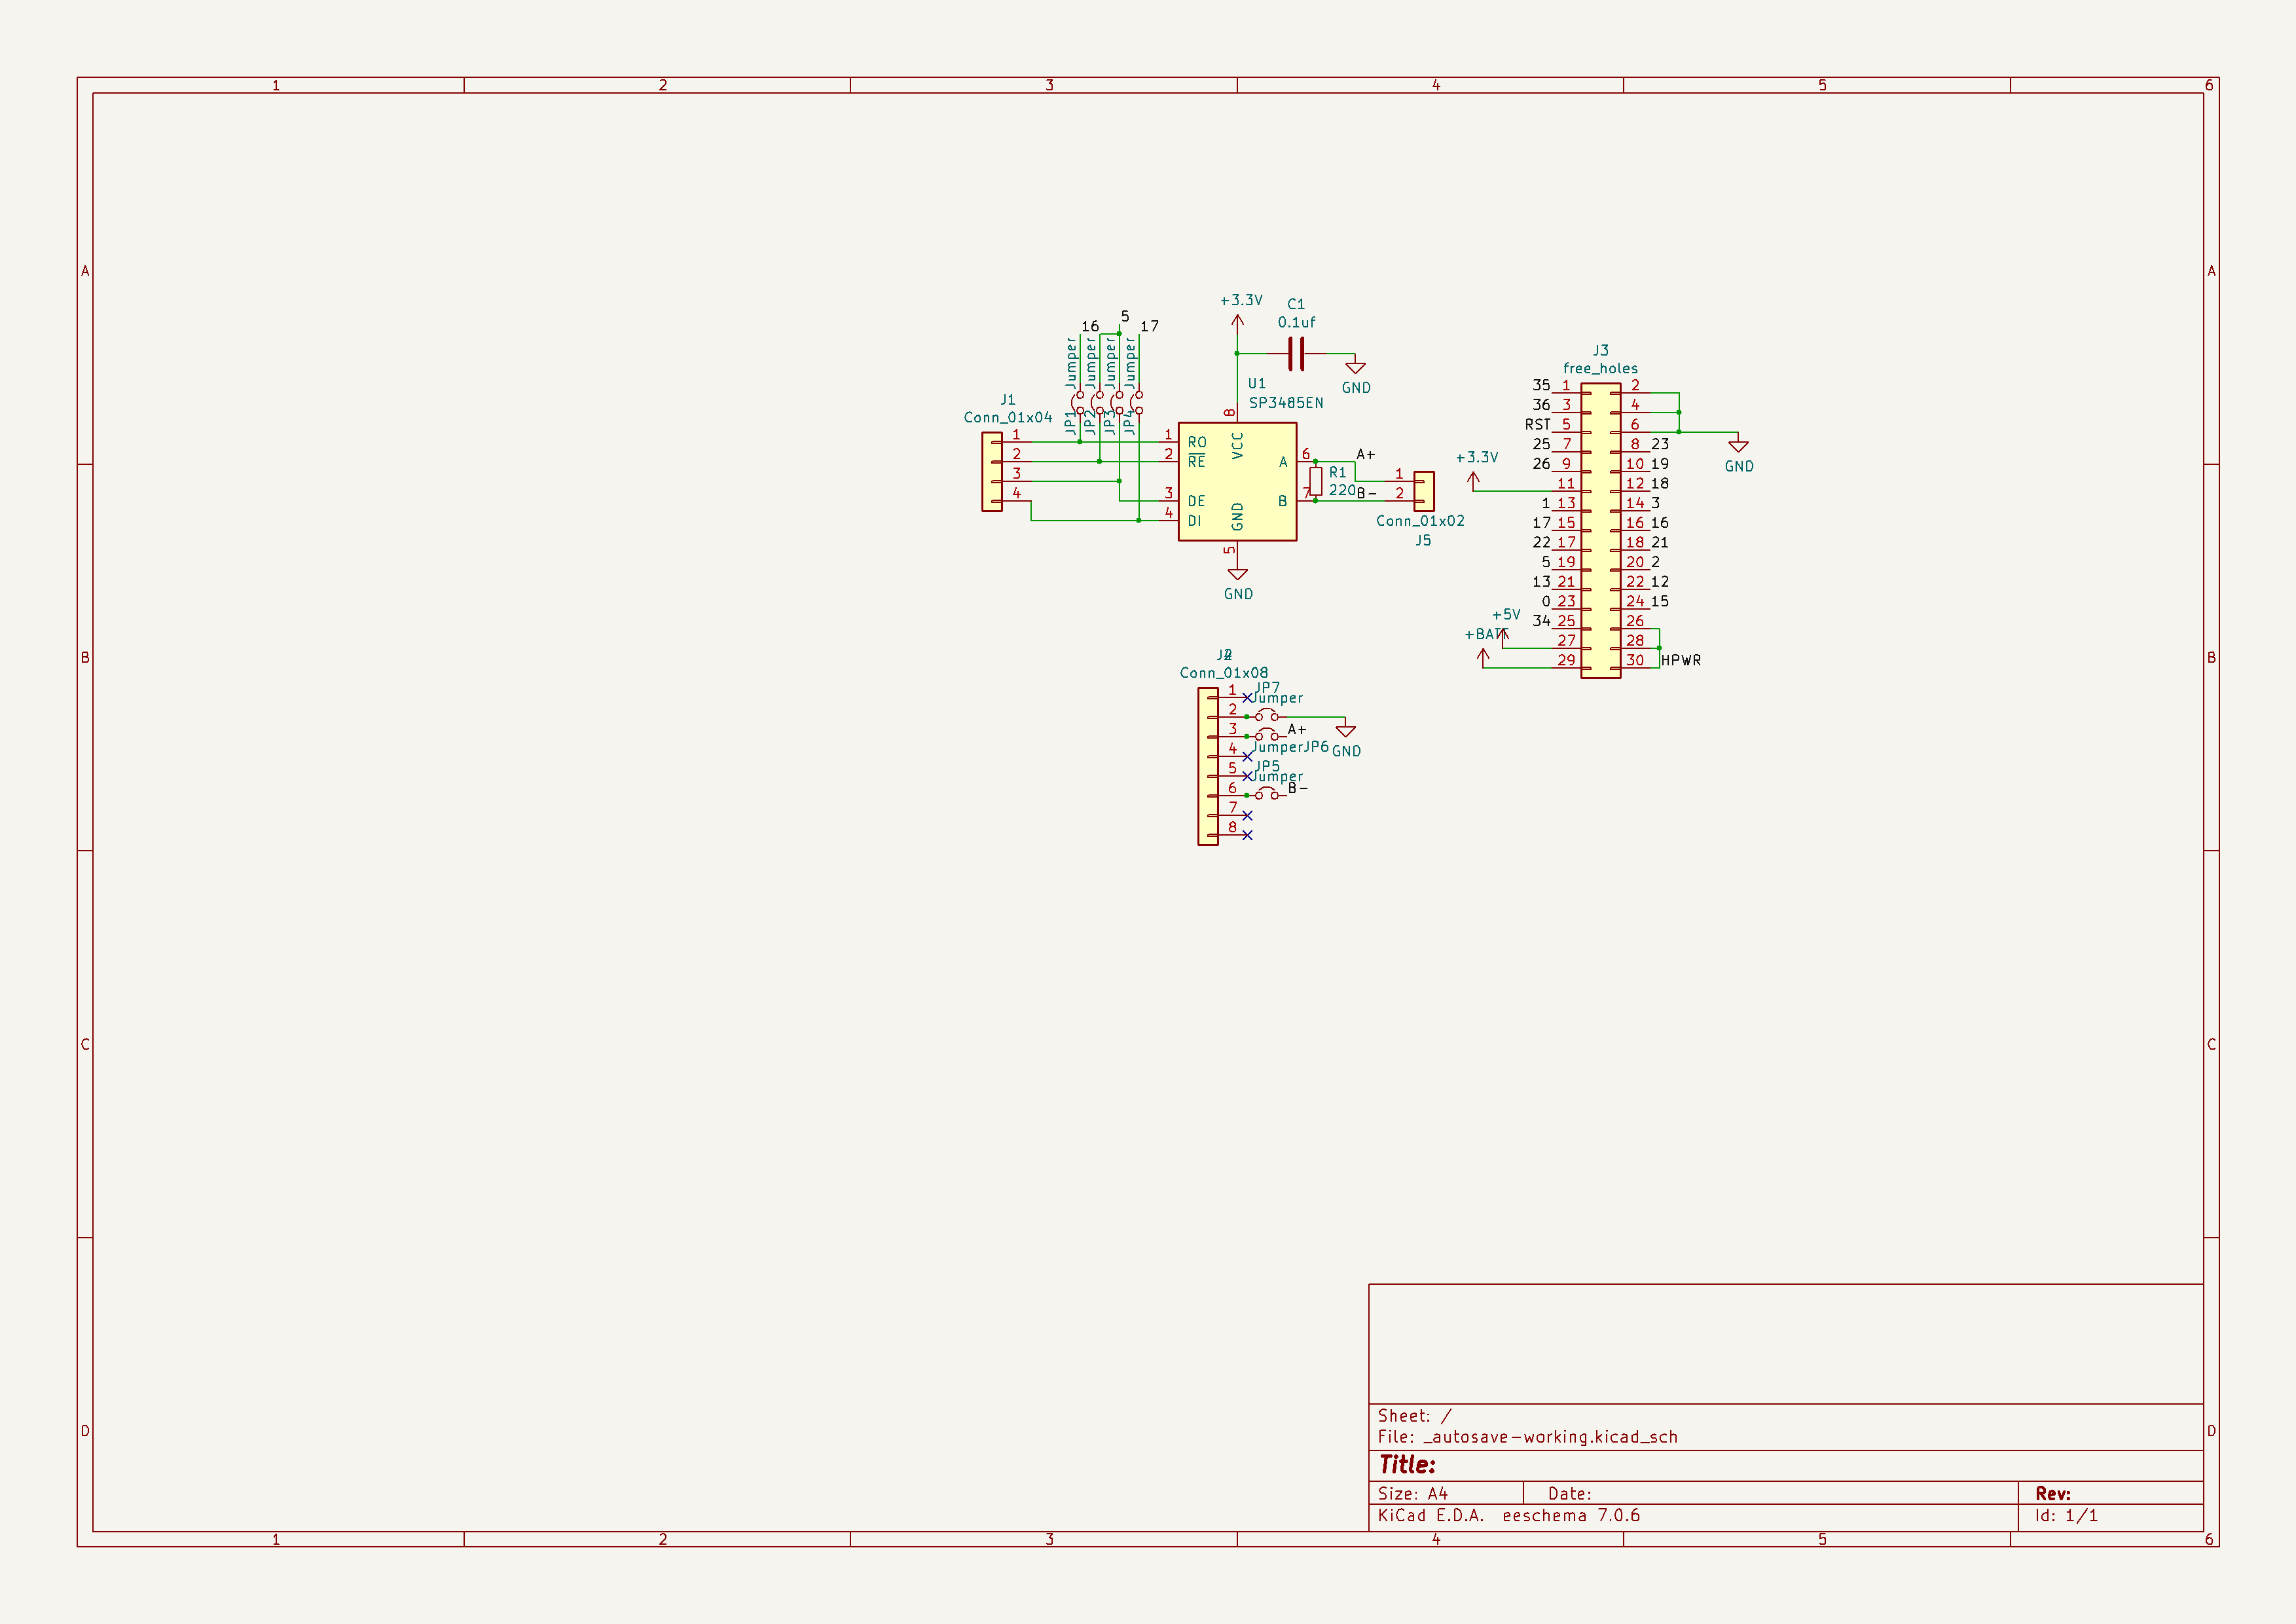 1 2 3 4 5 6
A A
+3.3V
C1
0.1uf
GND
16 5 17
Jumper Jumper Jumper Jumper
JP1 JP2 JP3 JP4
J1
Conn_01x04
1
2
3
4
U1
SP3485EN
8
VCC
1 RO
2 RE
3 DE
4 DI
A 6
B 7
GND
5
GND
A+
R1
220
B-
1
2
Conn_01x02
J5
J3
free_holes
35 1 2
36 3 4
RST 5 6
25 7 8 23
26 9 10 19
11 12 18
1 13 14 3
17 15 16 16
22 17 18 21
5 19 20 2
13 21 22 12
0 23 24 15
34 25 26
27 28
29 30 HPWR
GND
+3.3V
+5V
+BATT
B B
Conn_01x08
1
2
3
4
5
6
7
8
JP7
Jumper
A+
JumperJP6
GND
JP5
Jumper
B-
C C
D D
Sheet: /
File: _autosave-working.kicad_sch
Title:
Size: A4 Date: Rev:
KiCad E.D.A. eeschema 7.0.6 Id: 1/1
1 2 3 4 5 6